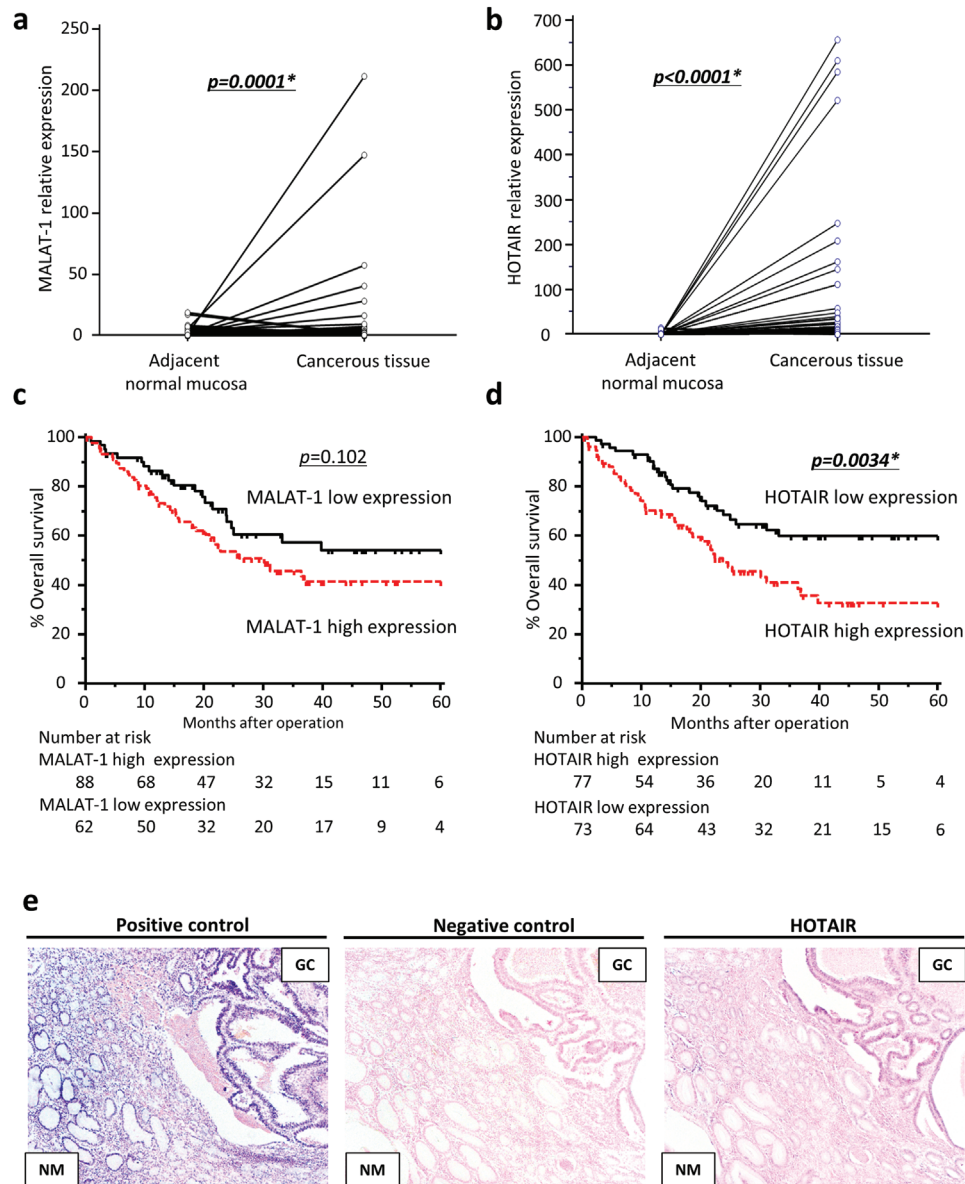 a
250
200
150
100
50
0
MALAT-1 relative expression
p=0.0001*
Adjacent
normal mucosa
Cancerous tissue
b
700
600
500
400
300
200
100
0
HOTAIR relative expression
p<0.0001*
Adjacent
normal mucosa
Cancerous tissue
c
100
80
60
40
20
0
% Overall survival
p=0.102
MALAT-1 low expression
MALAT-1 high expression
0 10 20 30 40 50 60
Months after operation
Number at risk
MALAT-1 high expression
88 68 47 32 15 11 6
MALAT-1 low expression
62 50 32 20 17 9 4
d
100
80
60
40
20
0
% Overall survival
p=0.0034*
HOTAIR low expression
HOTAIR high expression
0 10 20 30 40 50 60
Months after operation
Number at risk
HOTAIR high expression
77 54 36 20 11 5 4
HOTAIR low expression
73 64 43 32 21 15 6
e
Positive control
GC
NM
Negative control
GC
NM
HOTAIR
GC
NM